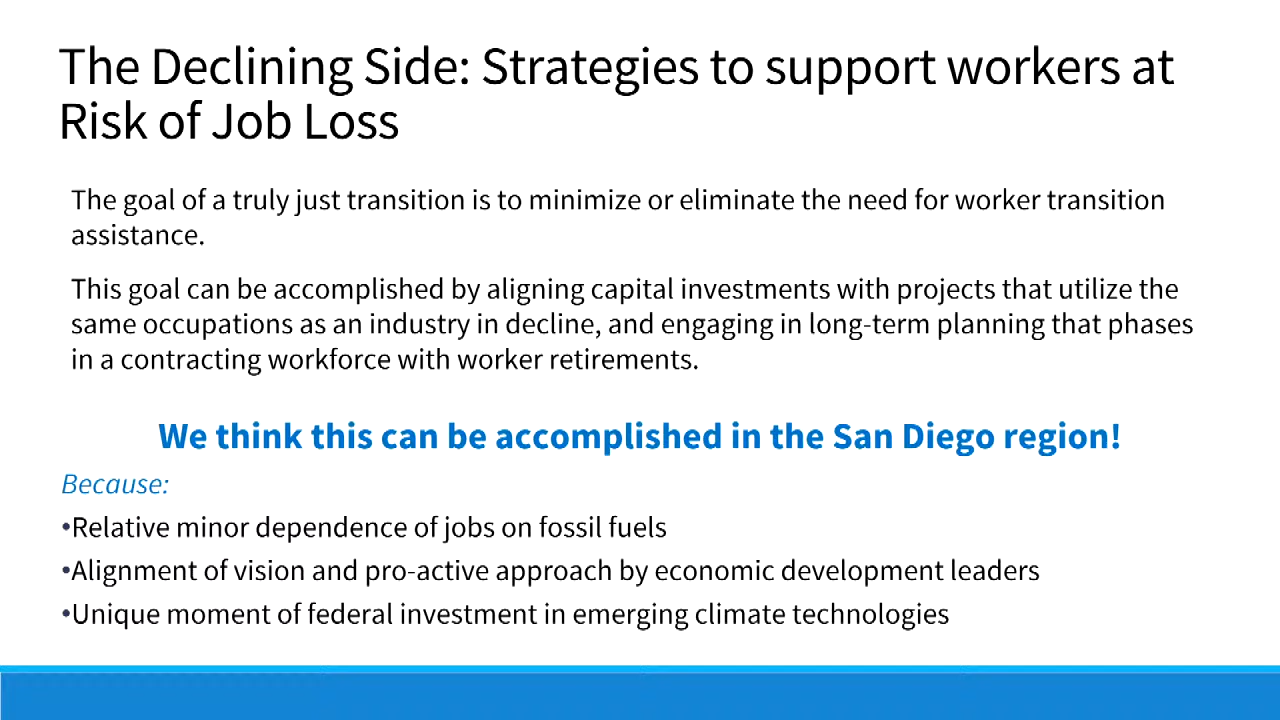 The Declining Side: Strategies to support workers at
Risk of Job Loss
The goal of a truly just transition is to minimize or eliminate the need for worker transition
assistance.
This goal can be accomplished by aligning capital investments with projects that utilize the
same occupations as an industry in decline, and engaging in long-term planning that phases
in a contracting workforce with worker retirements.
We think this can be accomplished in the San Diego region!
Because:
•Relative minor dependence of jobs on fossil fuels
•Alignment of vision and pro-active approach by economic development leaders
•Unique moment of federal investment in emerging climate technologies